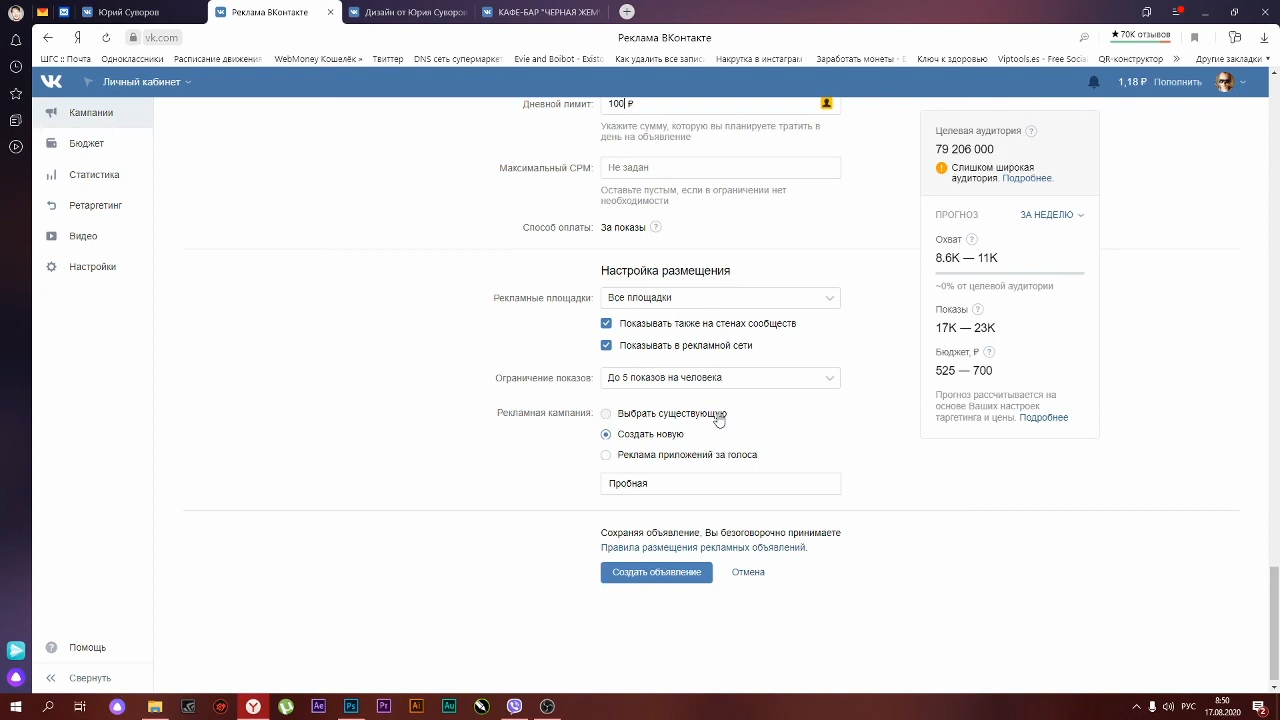 Юрий Суворов
Реклама ВКонтакте
Дизайн от Юрия Суворов
КАФЕ-БАР "ЧЕРНАЯ ЖЕМ
vk.com
Реклама ВКонтакте
★70K отзывов
ШГС :: Почта
Одноклассники
Расписание движения
WebMoney Кошелёк »
Твиттер
DNS сеть супермаркет
Evie and Boibot - Existo
Как удалить все запис
Накрутка в инстаграм
Заработать монеты - Е
Ключ к здоровью
Viptools.es - Free Social
QR-конструктор
»
Другие закладки
Личный кабинет
1,18 ₽
Пополнить
Кампании
Бюджет
Статистика
Ретаргетинг
Видео
Настройки
Помощь
Свернуть
Дневной лимит:
100 ₽
Укажите сумму, которую вы планируете тратить в
день на объявление
Максимальный CPM:
Не задан
Оставьте пустым, если в ограничении нет
необходимости
Способ оплаты:
За показы
Настройка размещения
Рекламные площадки:
Все площадки
Показывать также на стенах сообществ
Показывать в рекламной сети
Ограничение показов:
До 5 показов на человека
Рекламная кампания:
Выбрать существующую
Создать новую
Реклама приложений за голоса
Пробная
Сохраняя объявление, Вы безоговорочно принимаете
Правила размещения рекламных объявлений.
Создать объявление
Отмена
Целевая аудитория
79 206 000
Слишком широкая
аудитория. Подробнее.
ПРОГНОЗ
ЗА НЕДЕЛЮ
Охват
8.6K — 11K
~0% от целевой аудитории
Показы
17K — 23K
Бюджет, ₽
525 — 700
Прогноз рассчитывается на
основе Ваших настроек
таргетинга и цены. Подробнее
Ae
Ps
Pr
Ai
Au
РУС
8:50
17.08.2020
2